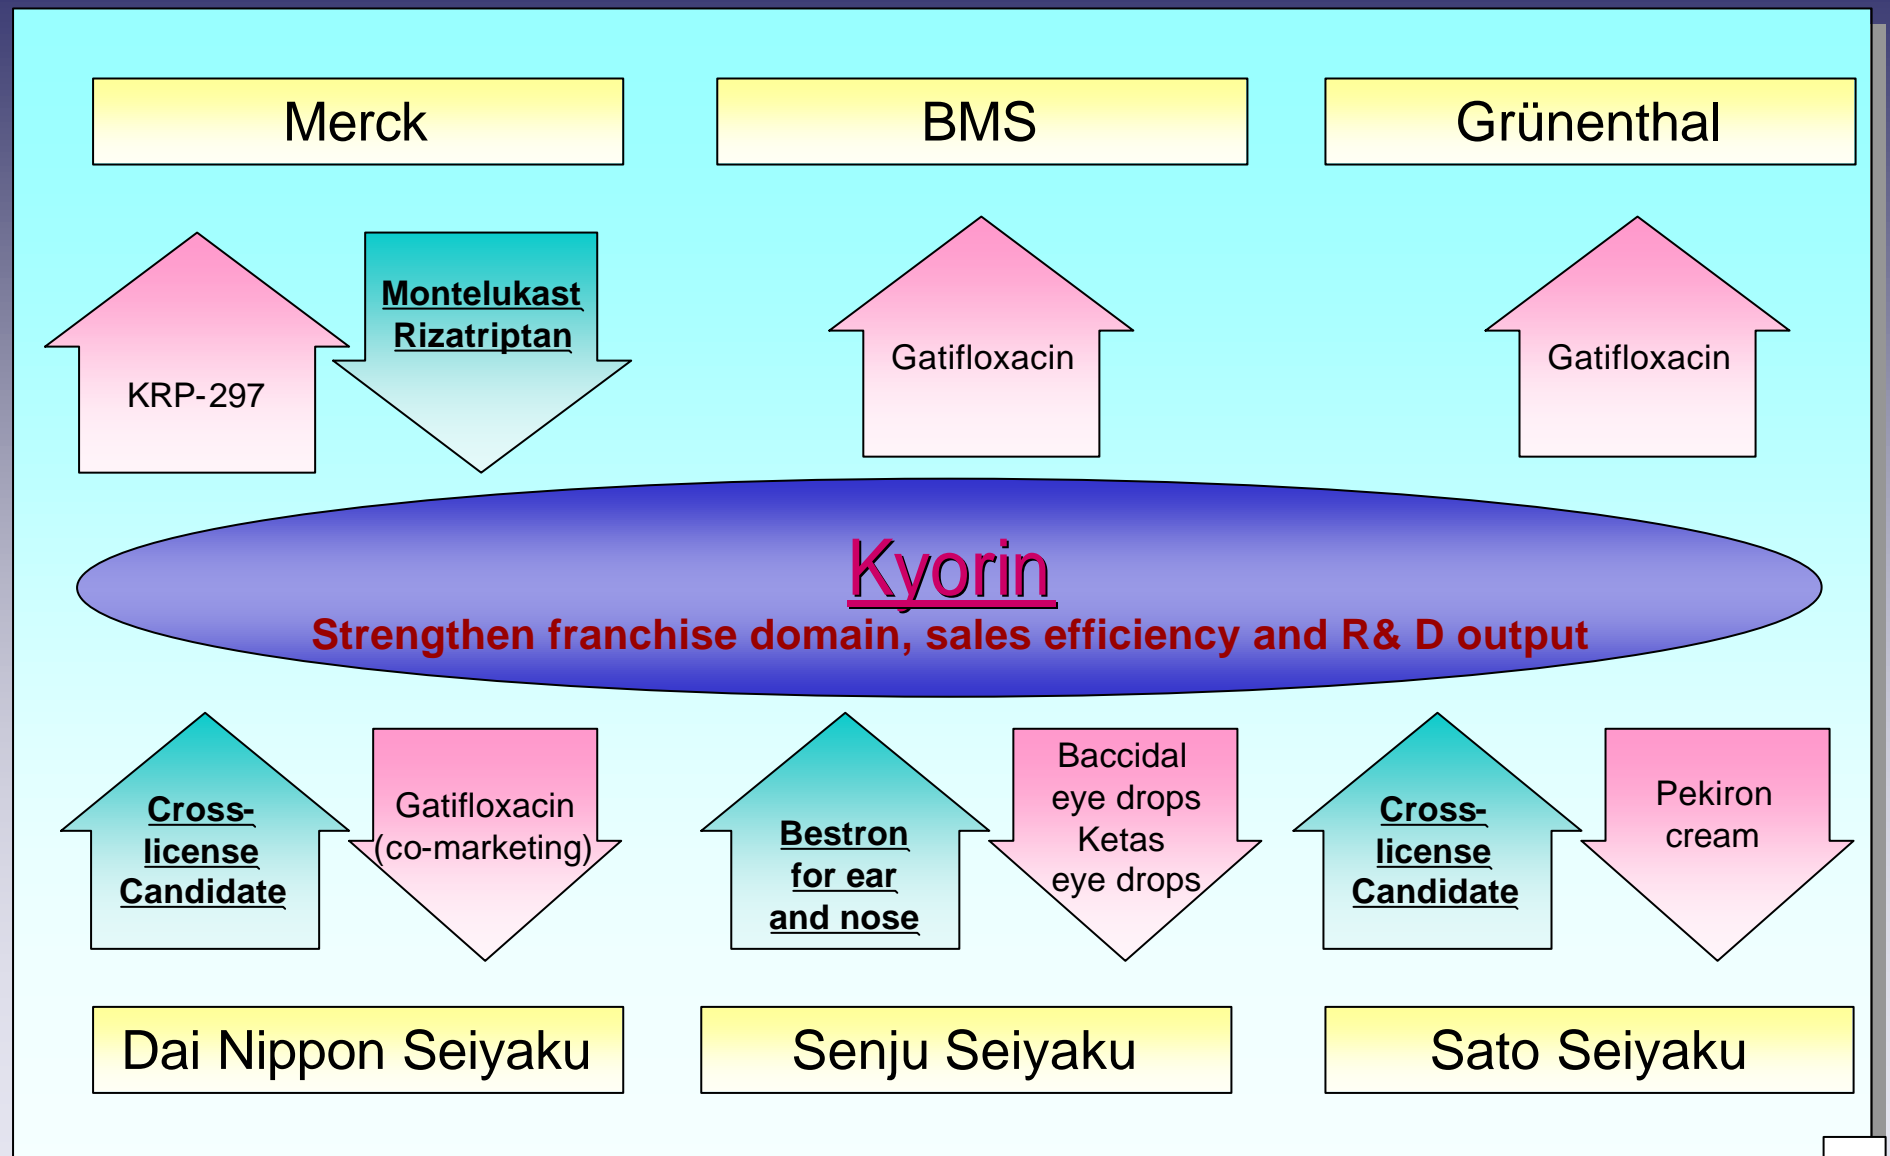 Merck
BMS
Grünenthal
KRP-297
Montelukast
Rizatriptan
Gatifloxacin
Gatifloxacin
Kyorin
Strengthen franchise domain, sales efficiency and R& D output
Cross-
license
Candidate
Gatifloxacin
(co-marketing)
Bestron
for ear
and nose
Baccidal
eye drops
Ketas
eye drops
Cross-
license
Candidate
Pekiron
cream
Dai Nippon Seiyaku
Senju Seiyaku
Sato Seiyaku